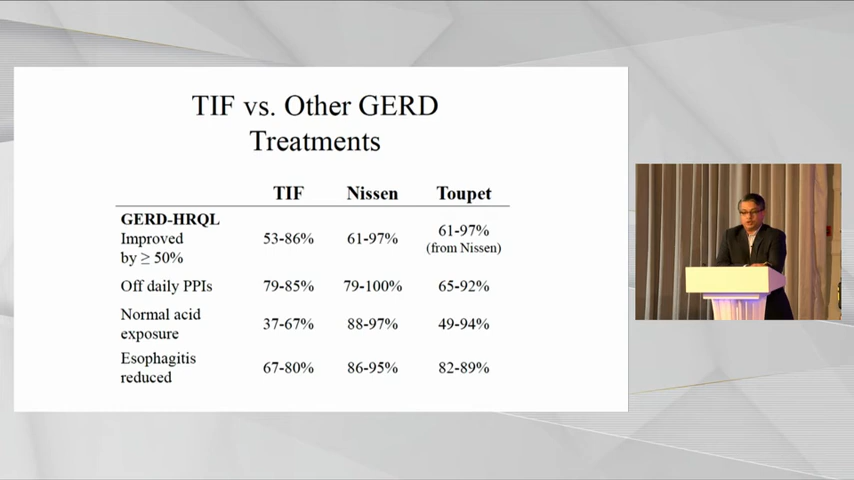 TIF vs. Other GERD
Treatments
TIF Nissen Toupet
GERD-HRQL
Improved
by ≥ 50%
53-86% 61-97% 61-97%
(from Nissen)
Off daily PPIs 79-85% 79-100% 65-92%
Normal acid
exposure
37-67% 88-97% 49-94%
Esophagitis
reduced
67-80% 86-95% 82-89%